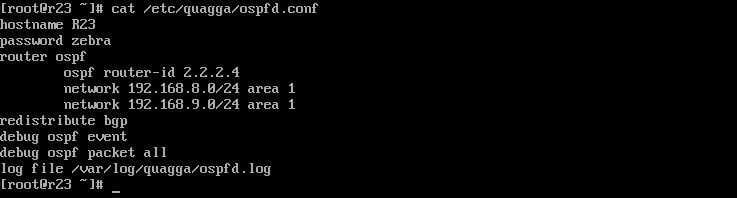 [root@r23 ~]# cat /etc/quagga/ospfd.conf
hostname R23
password zebra
router ospf
        ospf router-id 2.2.2.4
        network 192.168.8.0/24 area 1
        network 192.168.9.0/24 area 1
redistribute bgp
debug ospf event
debug ospf packet all
log file /var/log/quagga/ospfd.log
[root@r23 ~]# _